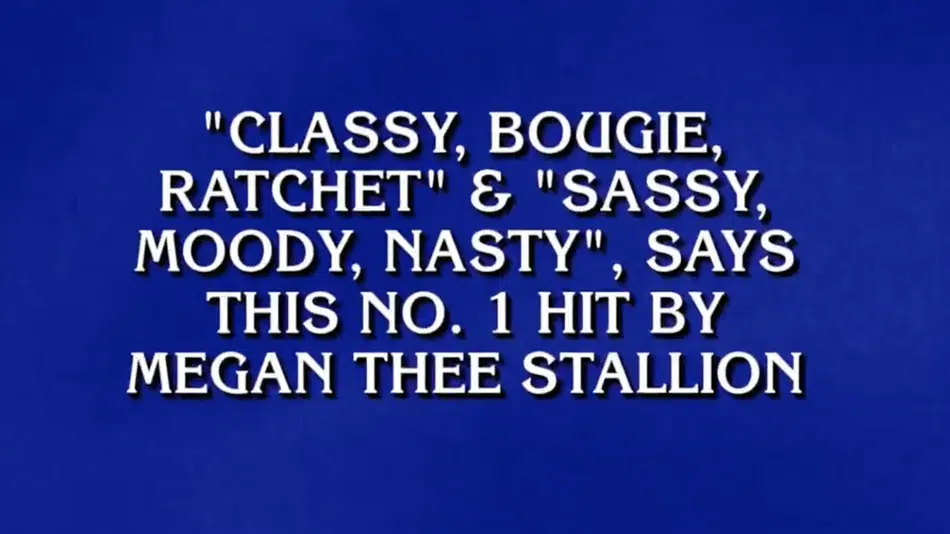 "CLASSY, BOUGIE,
RATCHET" & "SASSY,
MOODY, NASTY", SAYS
THIS NO. 1 HIT BY
MEGAN THEE STALLION